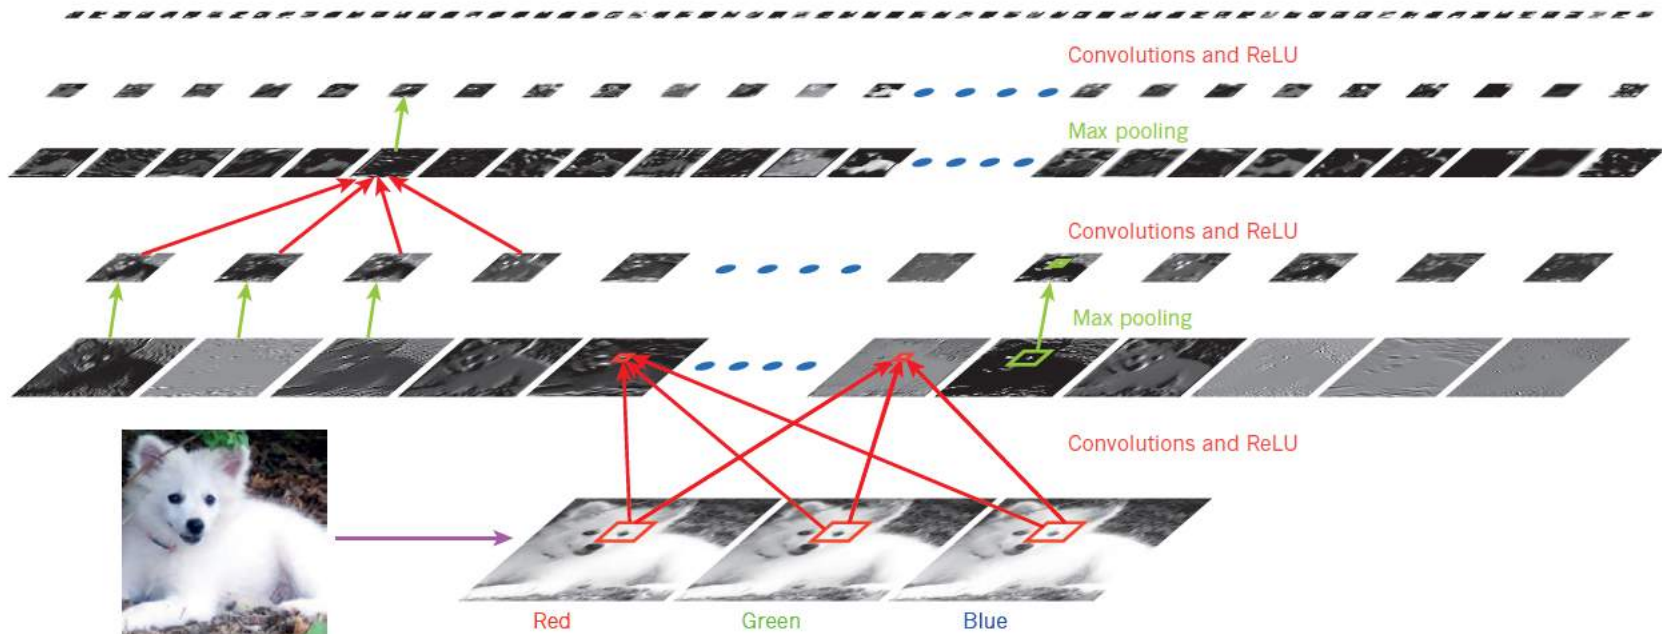 Convolutions and ReLU
Max pooling
Convolutions and ReLU
Max pooling
Convolutions and ReLU
Red
Green
Blue